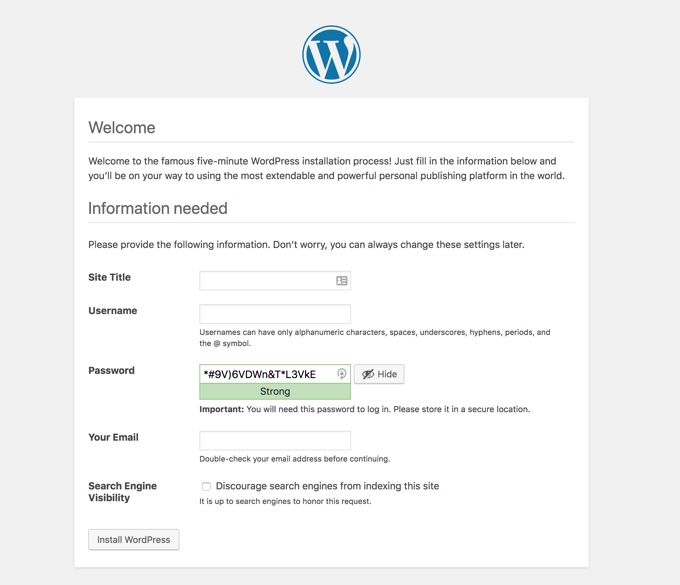 Welcome
Welcome to the famous five-minute WordPress installation process! Just fill in the information below and
you’ll be on your way to using the most extendable and powerful personal publishing platform in the world.
Information needed
Please provide the following information. Don’t worry, you can always change these settings later.
Site Title
Username
Usernames can have only alphanumeric characters, spaces, underscores, hyphens, periods, and
the @ symbol.
Password
*#9V)6VDWn&T*L3VkE
Hide
Strong
Important: You will need this password to log in. Please store it in a secure location.
Your Email
Double-check your email address before continuing.
Search Engine
Visibility
Discourage search engines from indexing this site
It is up to search engines to honor this request.
Install WordPress